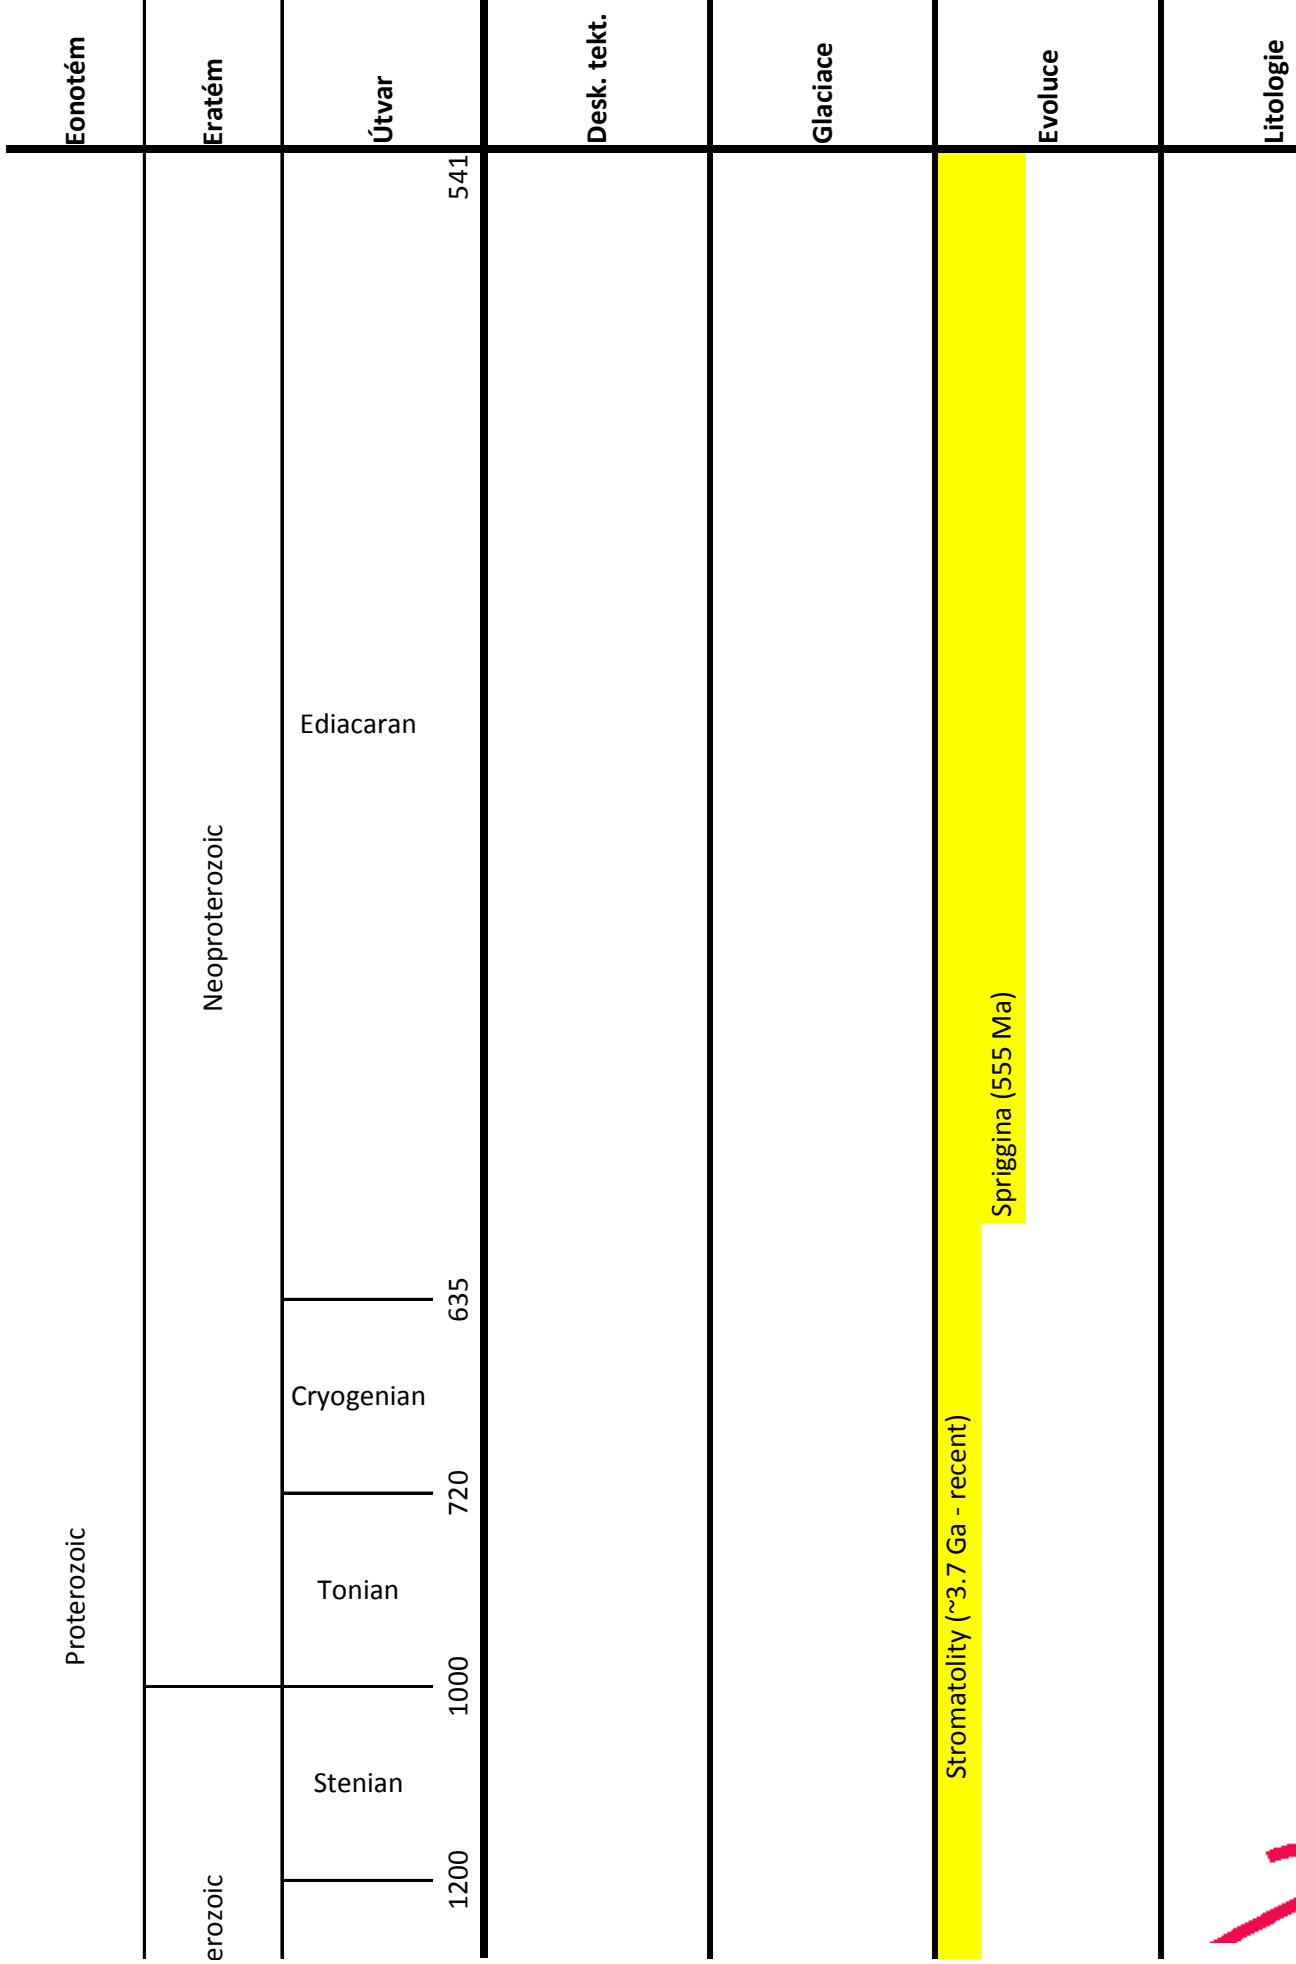 Eonotém
Eratém
Útvar
Desk. tekt.
Glaciace
Evoluce
Litologie
541
Ediacaran
Neoproterozoic
Spriggina (555 Ma)
635
Cryogenian
720
Proterozoic
Tonian
Stromatolity (~3.7 Ga - recent)
1000
Stenian
1200
erozoic